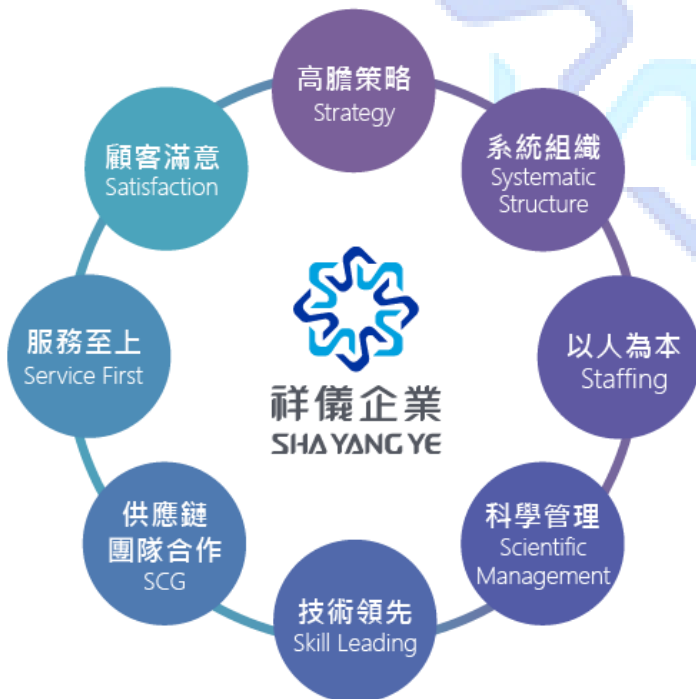 高膽策略
Strategy
系統組織
Systematic
Structure
以人為本
Staffing
科學管理
Scientific
Management
技術領先
Skill Leading
供應鏈
團隊合作
SCG
服務至上
Service First
顧客滿意
Satisfaction
祥儀企業
SHAYANG YE